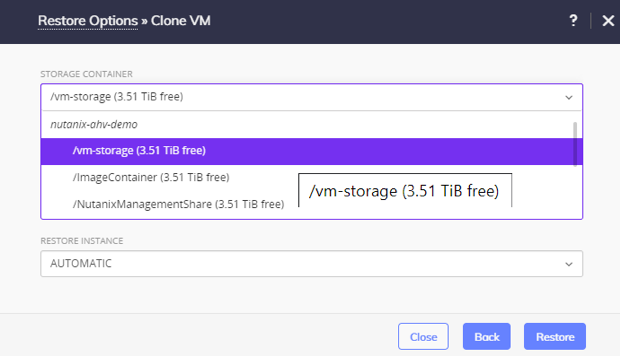 Restore Options » Clone VM
? | ×
STORAGE CONTAINER
/vm-storage (3.51 TiB free)
nutanix-ahv-demo
/vm-storage (3.51 TiB free)
/ImageContainer (3.51 TiB free)
/vm-storage (3.51 TiB free)
/NutanixManagementShare (3.51 TiB free)
RESTORE INSTANCE
AUTOMATIC
Close Back Restore